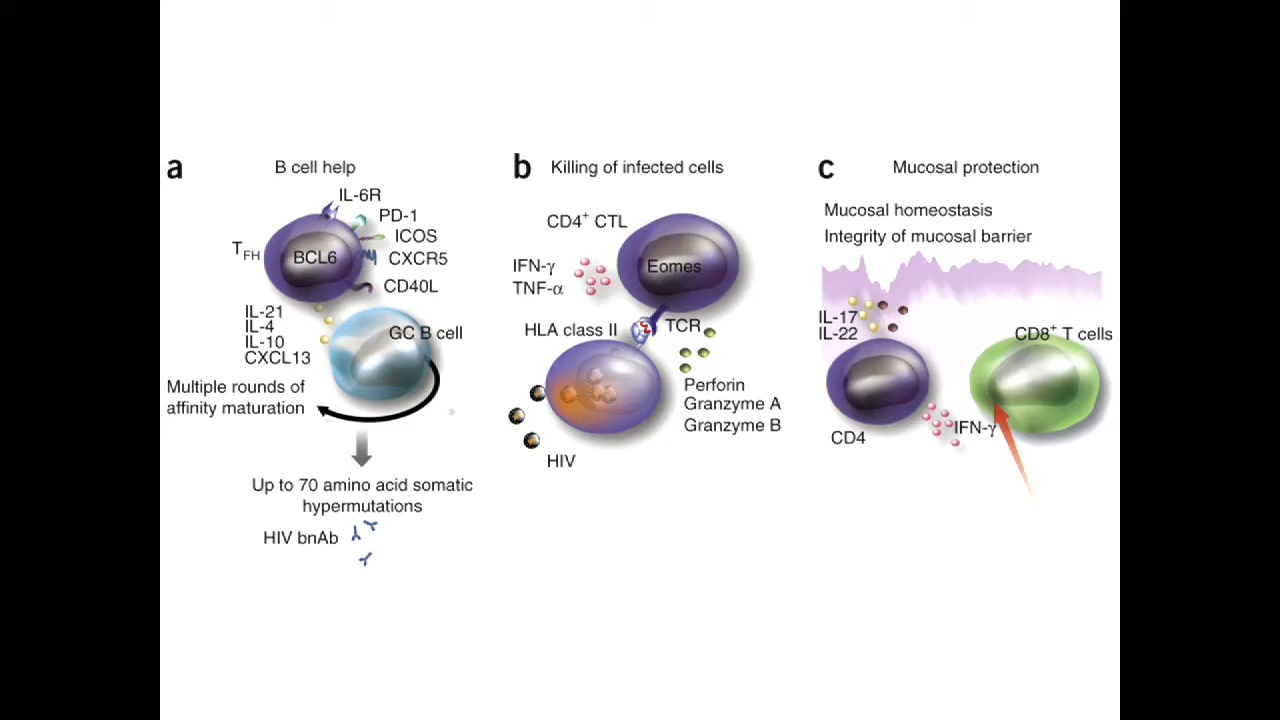 a
B cell help
IL-6R
PD-1
ICOS
CXCR5
CD40L
TFH
BCL6
IL-21
IL-4
IL-10
CXCL13
GC B cell
Multiple rounds of
affinity maturation
Up to 70 amino acid somatic
hypermutations
HIV bnAb
b
Killing of infected cells
CD4+ CTL
Eomes
IFN-γ
TNF-α
HLA class II
TCR
Perforin
Granzyme A
Granzyme B
HIV
c
Mucosal protection
Mucosal homeostasis
Integrity of mucosal barrier
IL-17
IL-22
CD8+ T cells
CD4
IFN-γ